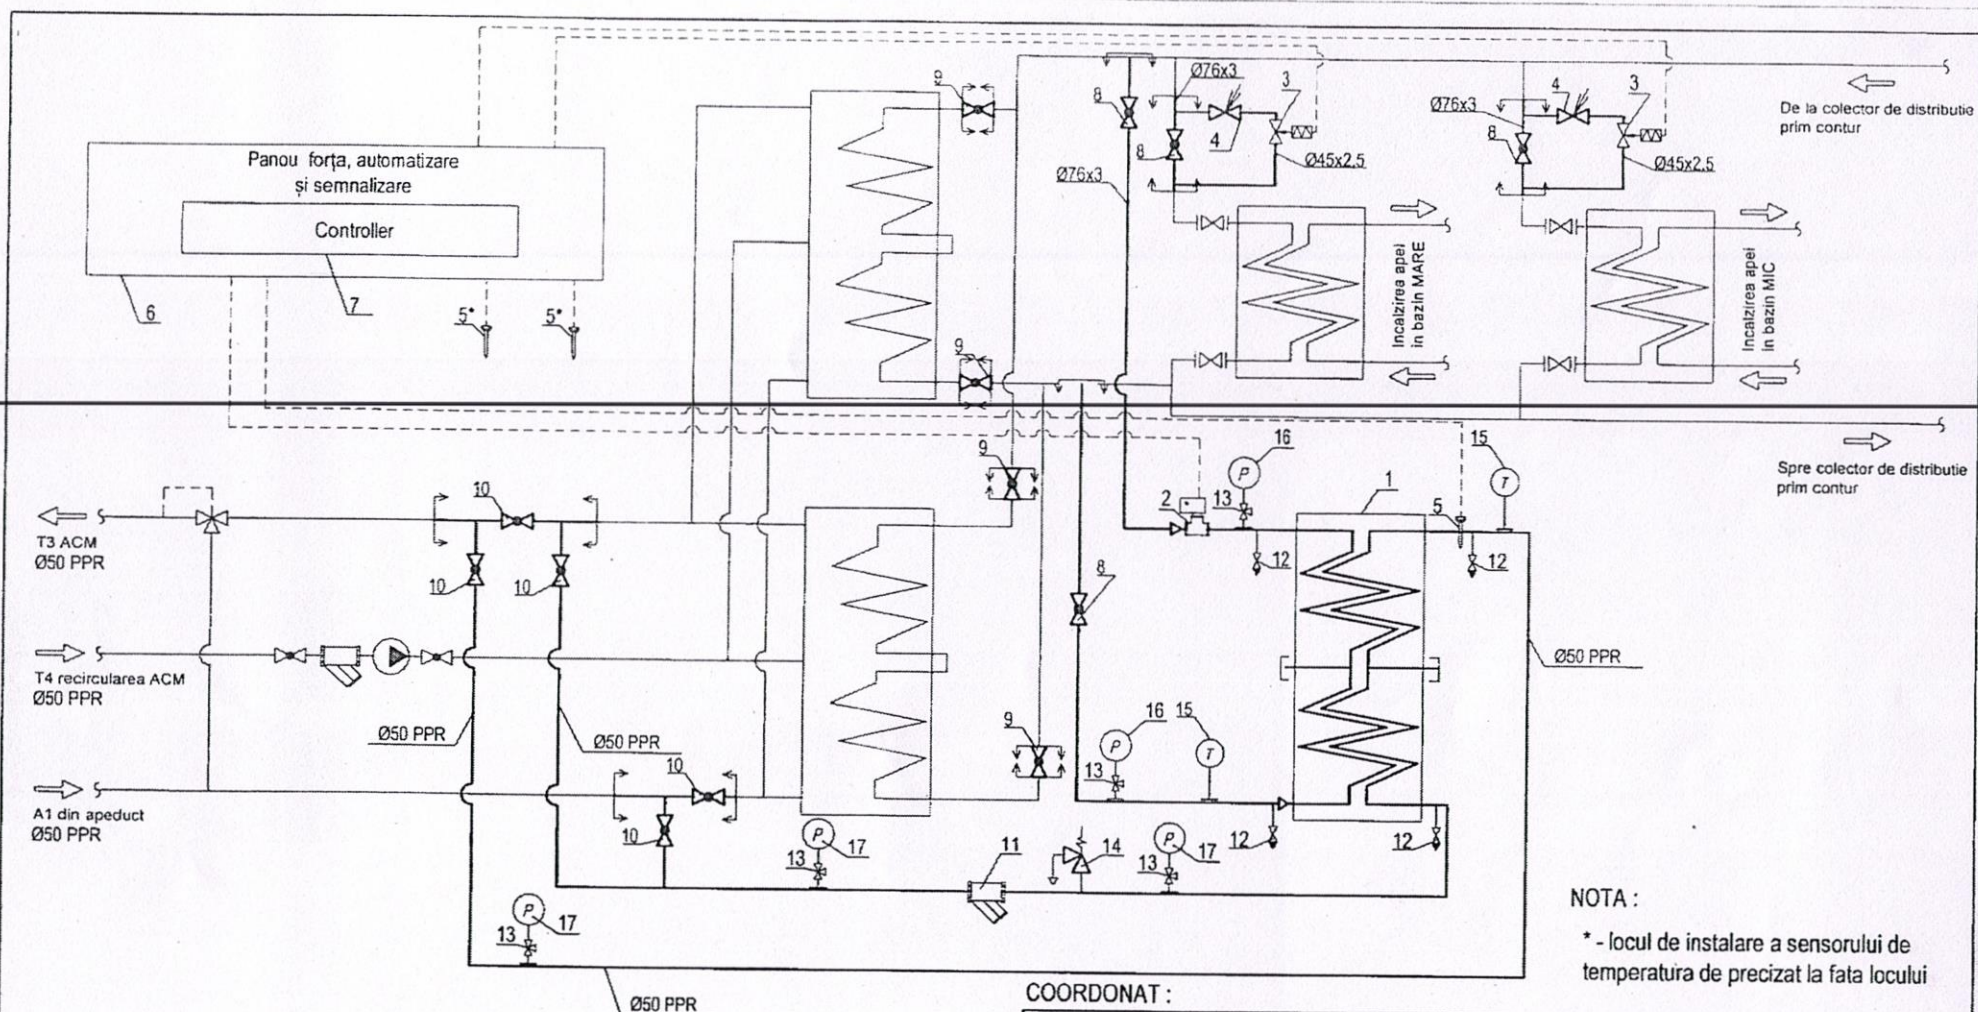 Panou forța, automatizare
și semnalizare
Controller
6
7
5*
5*
9
8
Ø76x3
Ø76x3
8
4
3
Ø45x2,5
Incalzirea apei
in bazin MARE
Ø76x3
8
4
3
Ø45x2,5
Incalzirea apei
in bazin MIC
De la colector de distributie
prim contur
9
Spre colector de distributie
prim contur
T3 ACM
Ø50 PPR
10
10
10
9
8
2
13
16
P
12
1
5
15
T
12
Ø50 PPR
T4 recircularea ACM
Ø50 PPR
Ø50 PPR
Ø50 PPR
9
16
P
13
15
T
A1 din apeduct
Ø50 PPR
10
10
P
17
13
11
14
P
17
13
12
12
P
17
13
Ø50 PPR
NOTA :
* - locul de instalare a sensorului de
temperatura de precizat la fata locului
COORDONAT :